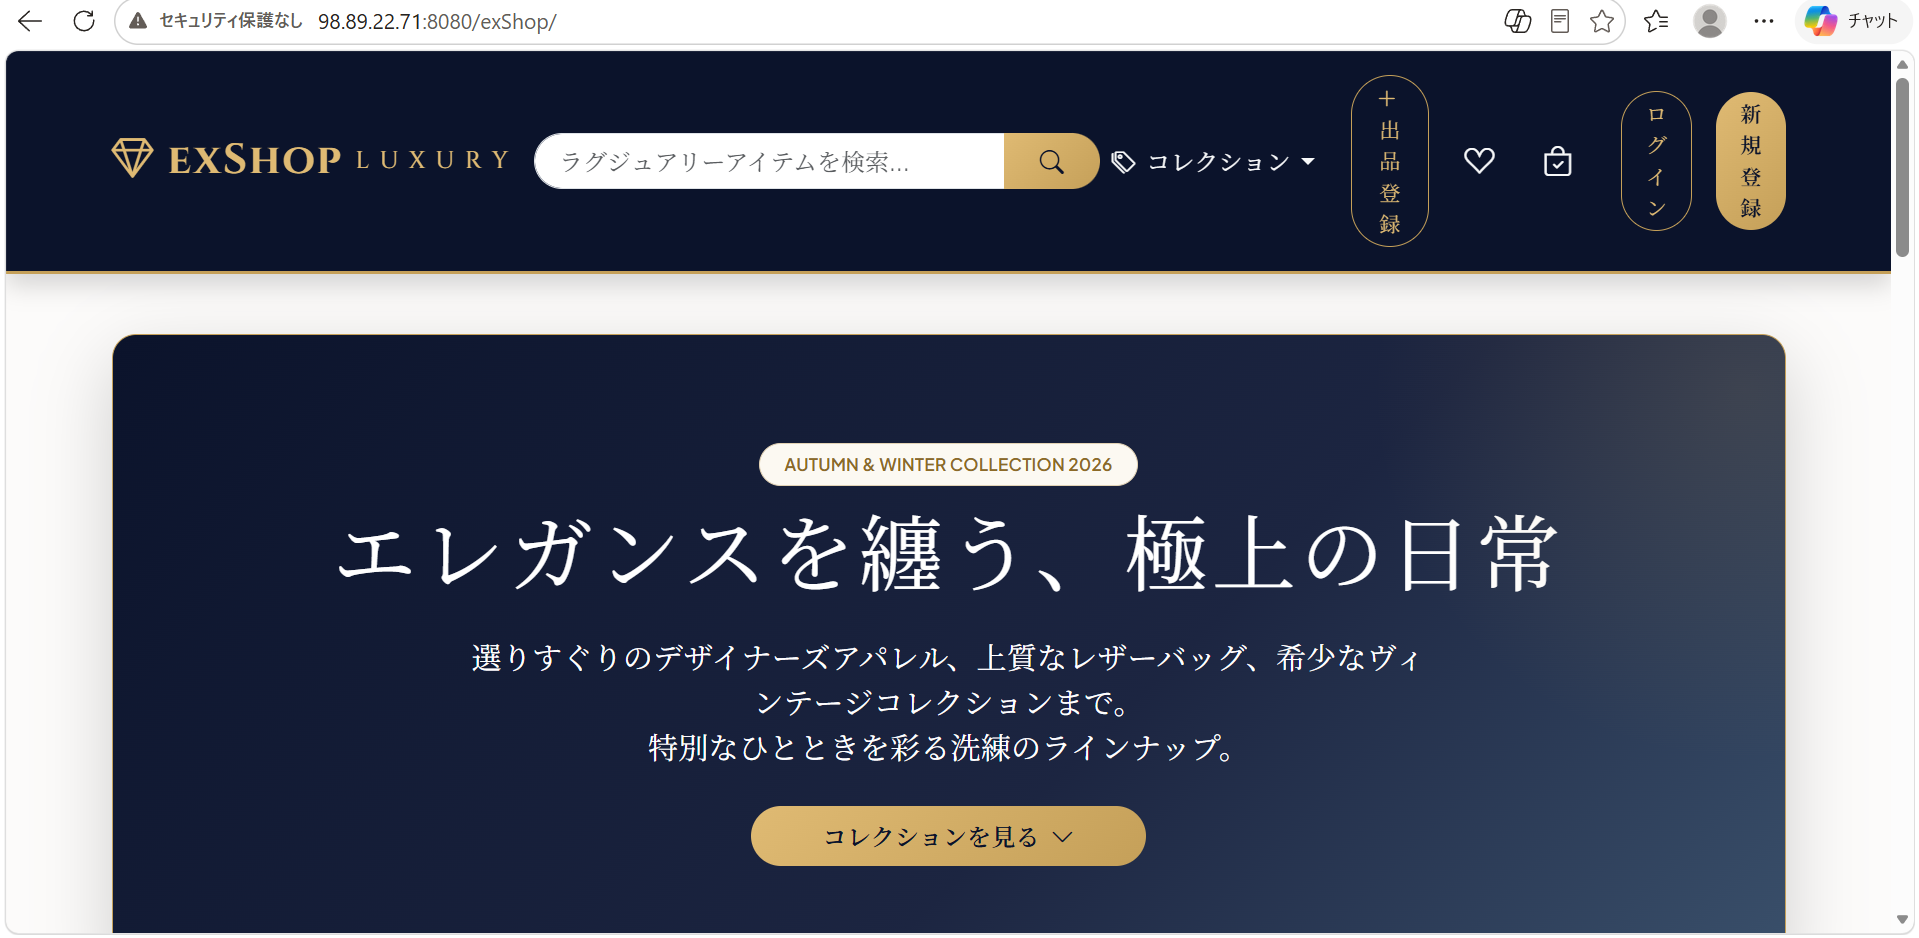 セキュリティ保護なし
98.89.22.71:8080/exShop/
チャット
EXSHOP LUXURY
ラグジュアリーアイテムを検索...
コレクション
＋出品登録
ログイン
新規登録
AUTUMN & WINTER COLLECTION 2026
エレガンスを纏う、極上の日常
選りすぐりのデザイナーズアパレル、上質なレザーバッグ、希少なヴィ
ンテージコレクションまで。
特別なひとときを彩る洗練のラインナップ。
コレクションを見る